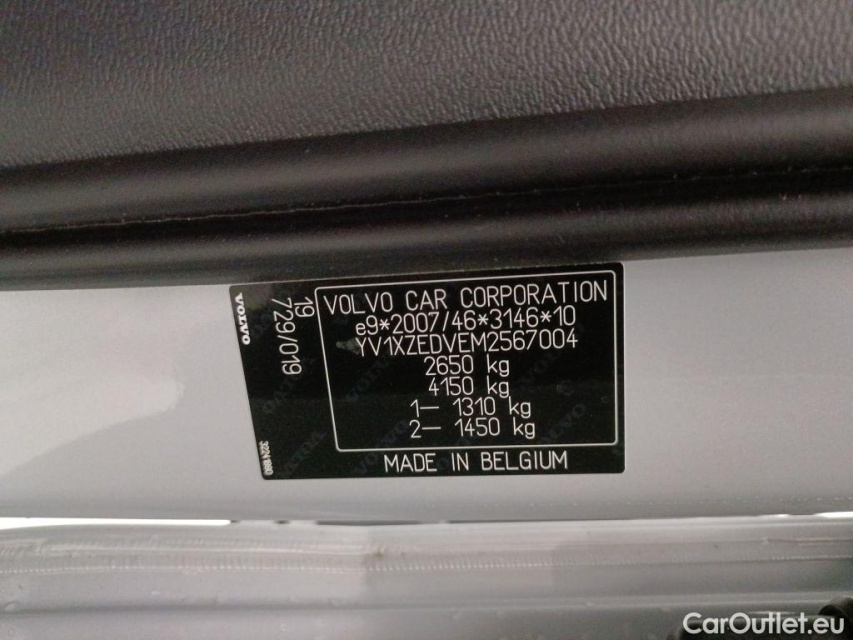 VOLVO
19
729/019
VOLVO CAR CORPORATION
e9*2007/46*3146*10
YV1XZEDVEM2567004
2650 kg
4150 kg
1– 1310 kg
2– 1450 kg
MADE IN BELGIUM
CarOutlet.eu